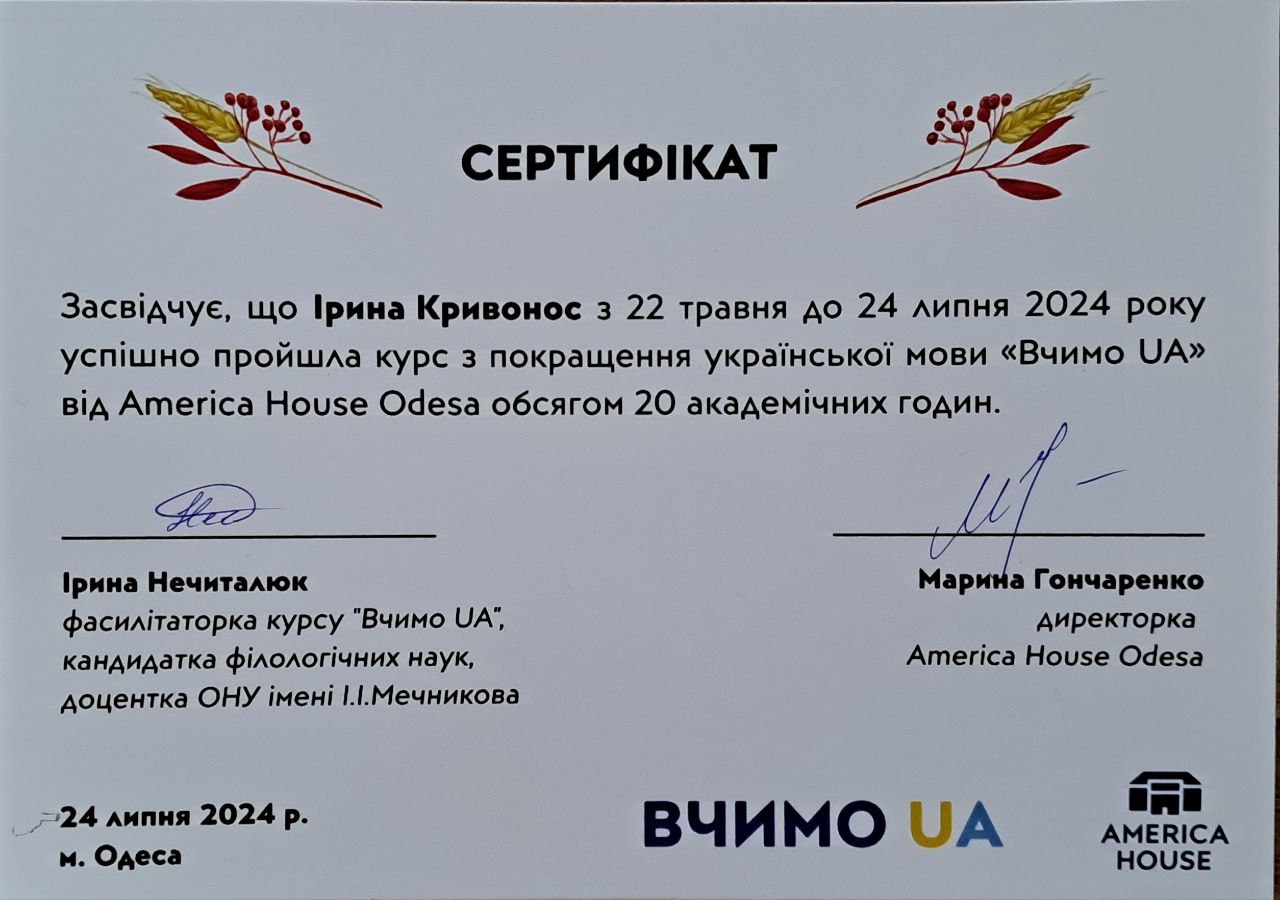 СЕРТИФІКАТ
Засвідчує, що Ірина Кривонос з 22 травня до 24 липня 2024 року
успішно пройшла курс з покращення української мови «Вчимо UA»
від America House Odesa обсягом 20 академічних годин.
Ірина Нечиталюк
фасилітаторка курсу "Вчимо UA",
кандидатка філологічних наук,
доцентка ОНУ імені І.І.Мечникова
Марина Гончаренко
директорка
America House Odesa
24 липня 2024 р.
м. Одеса
ВЧИМО UA
AMERICA
HOUSE